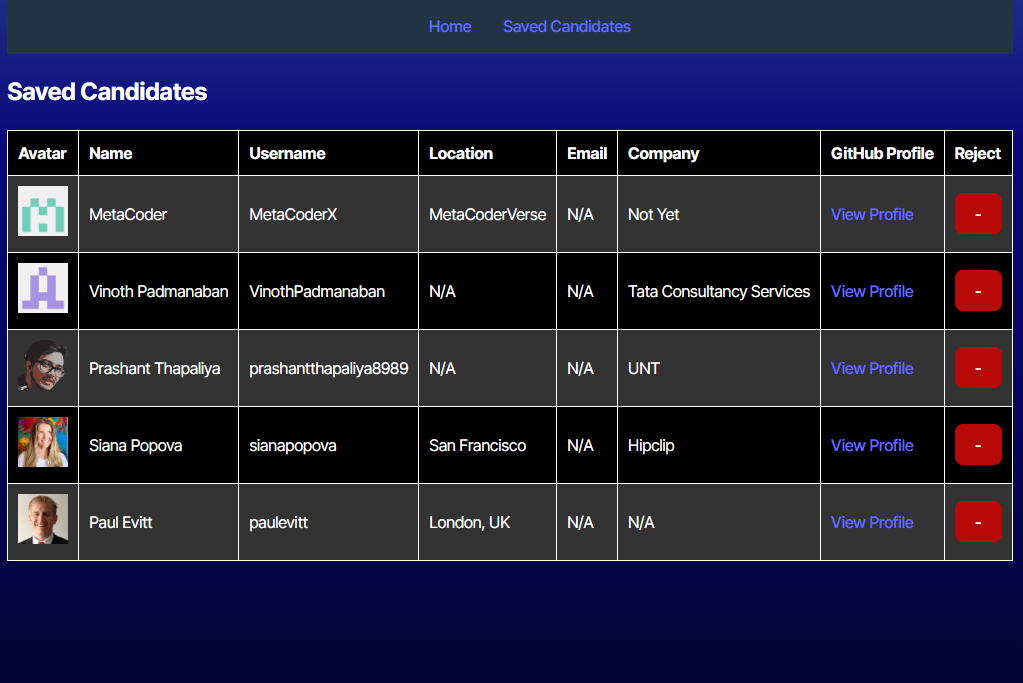 Home Saved Candidates
Saved Candidates
Avatar Name Username Location Email Company GitHub Profile Reject
MetaCoder MetaCoderX MetaCoderVerse N/A Not Yet View Profile -
Vinoth Padmanaban VinothPadmanaban N/A N/A Tata Consultancy Services View Profile -
Prashant Thapaliya prashantthapaliya8989 N/A N/A UNT View Profile -
Siana Popova sianapopova San Francisco N/A Hipclip View Profile -
Paul Evitt paulevitt London, UK N/A N/A View Profile -